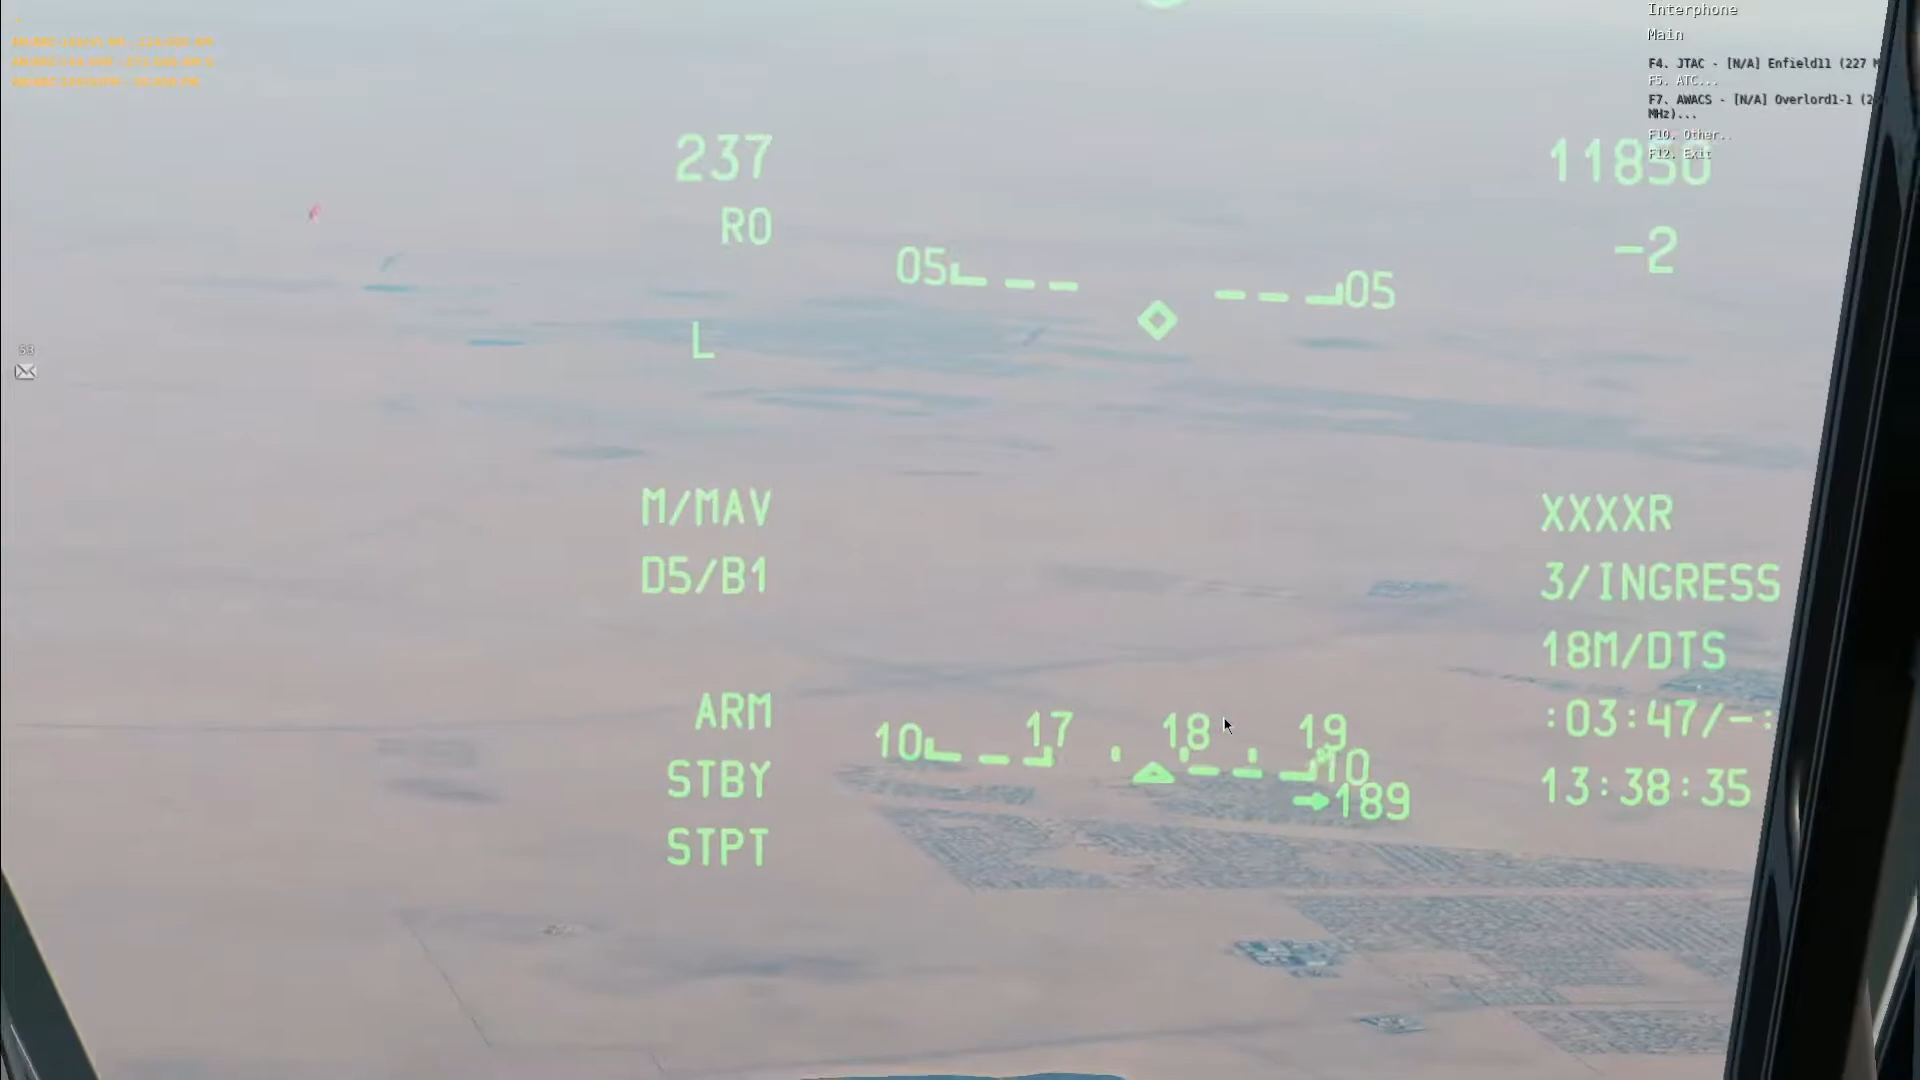 Interphone
Main
F4. JTAC - [N/A] Enfield11 (227 M
F5. ATC...
F7. AWACS - [N/A] Overlord1-1 (2
MHz)...
F10. Other..
F12. Exit
237
11850
R0
-2
05
05
L
53
M/MAV
XXXXR
D5/B1
3/INGRESS
18M/DTS
ARM
10
17
18
19
10
:03:47/-:
STBY
189
13:38:35
STPT